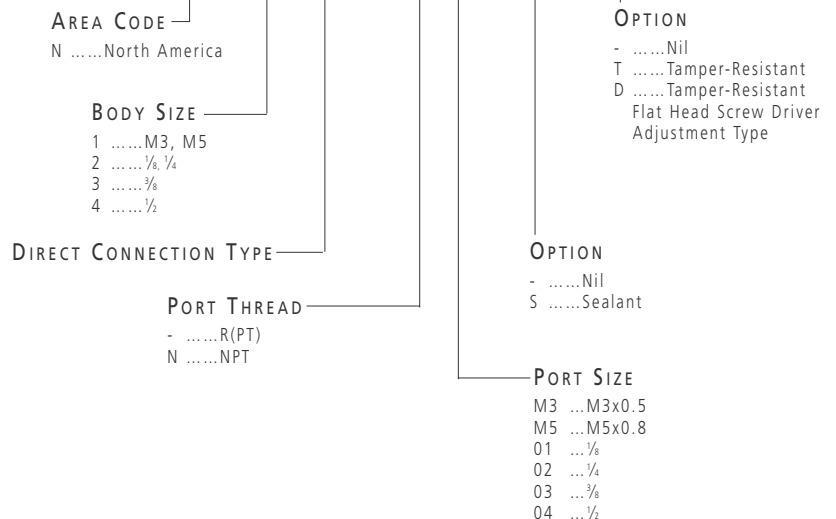 AREA CODE
N ......North America
BODY SIZE
1 ......M3, M5
2 ......⅛, ¼
3 ......⅜
4 ......½
DIRECT CONNECTION TYPE
PORT THREAD
- ......R(PT)
N ......NPT
OPTION
- ......Nil
T ......Tamper-Resistant
D ......Tamper-Resistant
Flat Head Screw Driver
Adjustment Type
OPTION
- ......Nil
S ......Sealant
PORT SIZE
M3 ...M3x0.5
M5 ...M5x0.8
01 ...⅛
02 ...¼
03 ...⅜
04 ...½